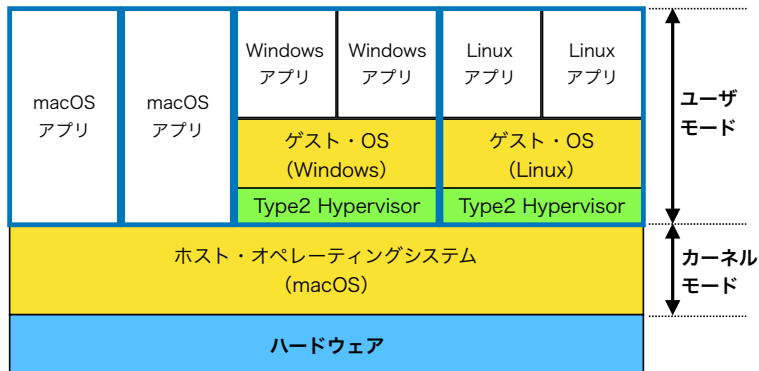 macOS
アプリ
macOS
アプリ
Windows
アプリ
Windows
アプリ
Linux
アプリ
Linux
アプリ
ゲスト・OS
（Windows）
ゲスト・OS
（Linux）
Type2 Hypervisor
Type2 Hypervisor
ユーザ
モード
ホスト・オペレーティングシステム
（macOS）
カーネル
モード
ハードウェア